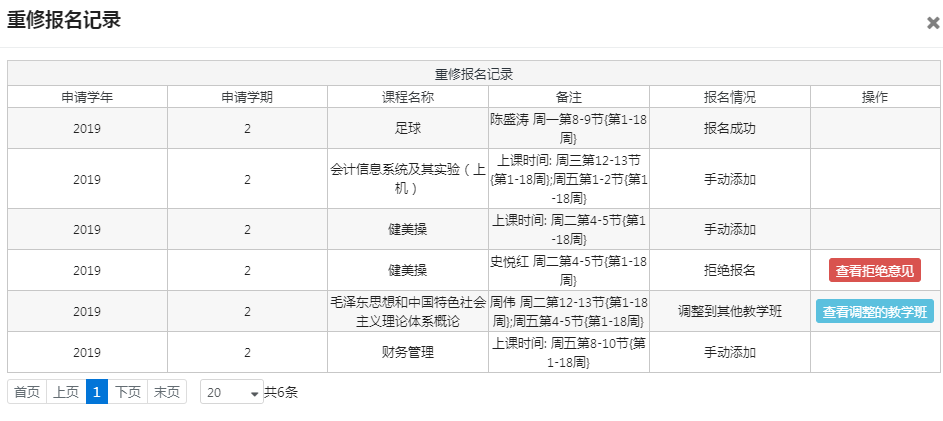 重修报名记录
×
重修报名记录
申请学年 申请学期 课程名称 备注 报名情况 操作
2019 2 足球 陈盛涛 周一第8-9节{第1-18
周} 报名成功
2019 2 会计信息系统及其实验（上
机） 上课时间: 周三第12-13节
{第1-18周};周五第1-2节{第1
-18周} 手动添加
2019 2 健美操 上课时间: 周二第4-5节{第1
-18周} 手动添加
2019 2 健美操 史悦红 周二第4-5节{第1-18
周} 拒绝报名 查看拒绝意见
2019 2 毛泽东思想和中国特色社会
主义理论体系概论 周伟 周二第12-13节{第1-18
周};周五第4-5节{第1-18周} 调整到其他教学班 查看调整的教学班
2019 2 财务管理 上课时间: 周五第8-10节{第
1-18周} 手动添加
首页 上页 1 下页 末页 20 共6条